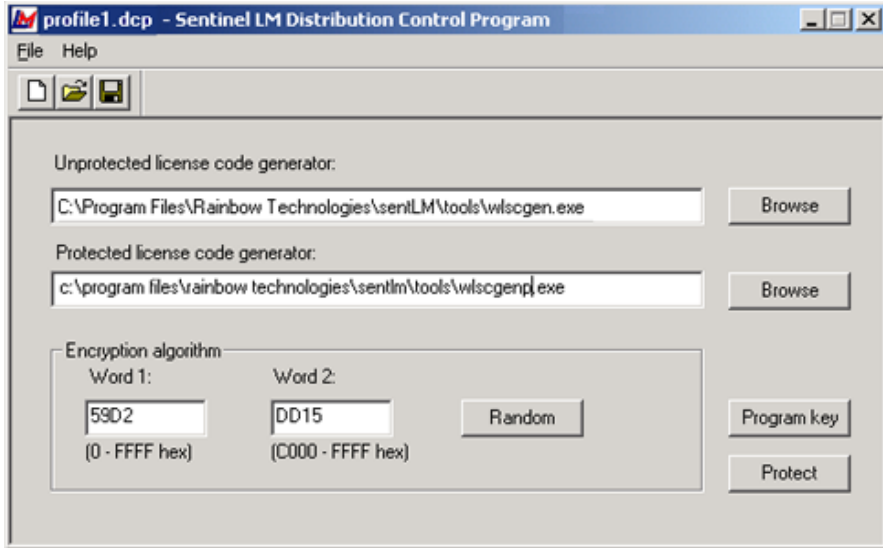 profile1.dcp - Sentinel LM Distribution Control Program
File Help
Unprotected license code generator:
C:\Program Files\Rainbow Technologies\sentLM\tools\wlscgen.exe Browse
Protected license code generator:
c:\program files\rainbow technologies\sentlm\tools\wlscgenp.exe Browse
Encryption algorithm
Word 1: Word 2:
59D2 DD15 Random Program key
(0 - FFFF hex) (C000 - FFFF hex)
Protect